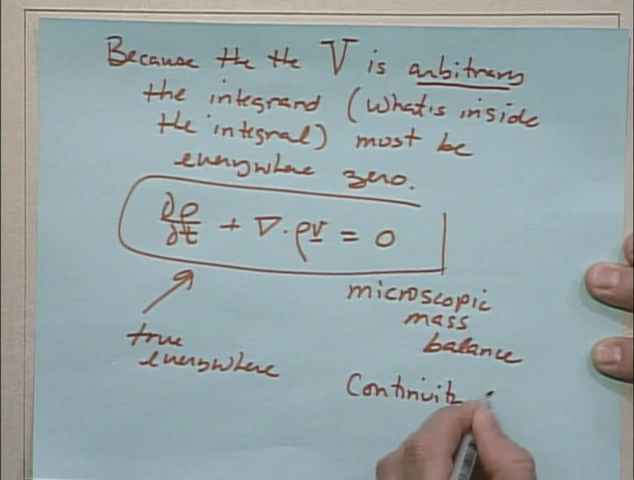 Because the the V is arbitrary
the integrand (what's inside
the integral) must be
everywhere zero.
∂ρ/∂t + ∇·ρv = 0
microscopic
mass
balance
true
everywhere
Continuit